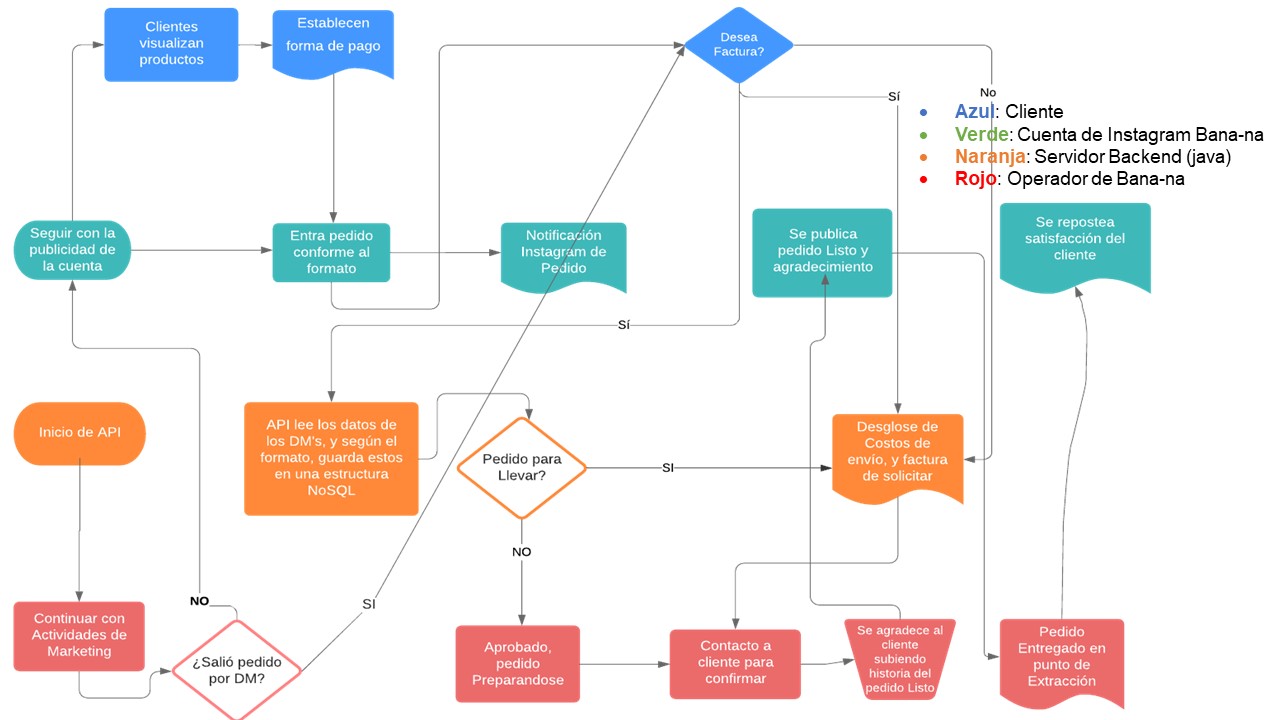 Clientes
visualizan
productos
Establecen
forma de pago
Desea
Factura?
Sí
No
Azul: Cliente
Verde: Cuenta de Instagram Bana-na
Naranja: Servidor Backend (java)
Rojo: Operador de Bana-na
Seguir con la
publicidad de
la cuenta
Entra pedido
conforme al
formato
Notificación
Instagram de
Pedido
Se publica
pedido Listo y
agradecimiento
Se repostea
satisfacción del
cliente
Sí
Inicio de API
API lee los datos de
los DM's, y según el
formato, guarda estos
en una estructura
NoSQL
Pedido para
Llevar?
SI
Desglose de
Costos de
envío, y factura
de solicitar
NO
NO
SI
Continuar con
Actividades de
Marketing
¿Salió pedido
por DM?
Aprobado,
pedido
Preparandose
Contacto a
cliente para
confirmar
Se agradece al
cliente
subiendo
historia del
pedido Listo
Pedido
Entregado en
punto de
Extracción